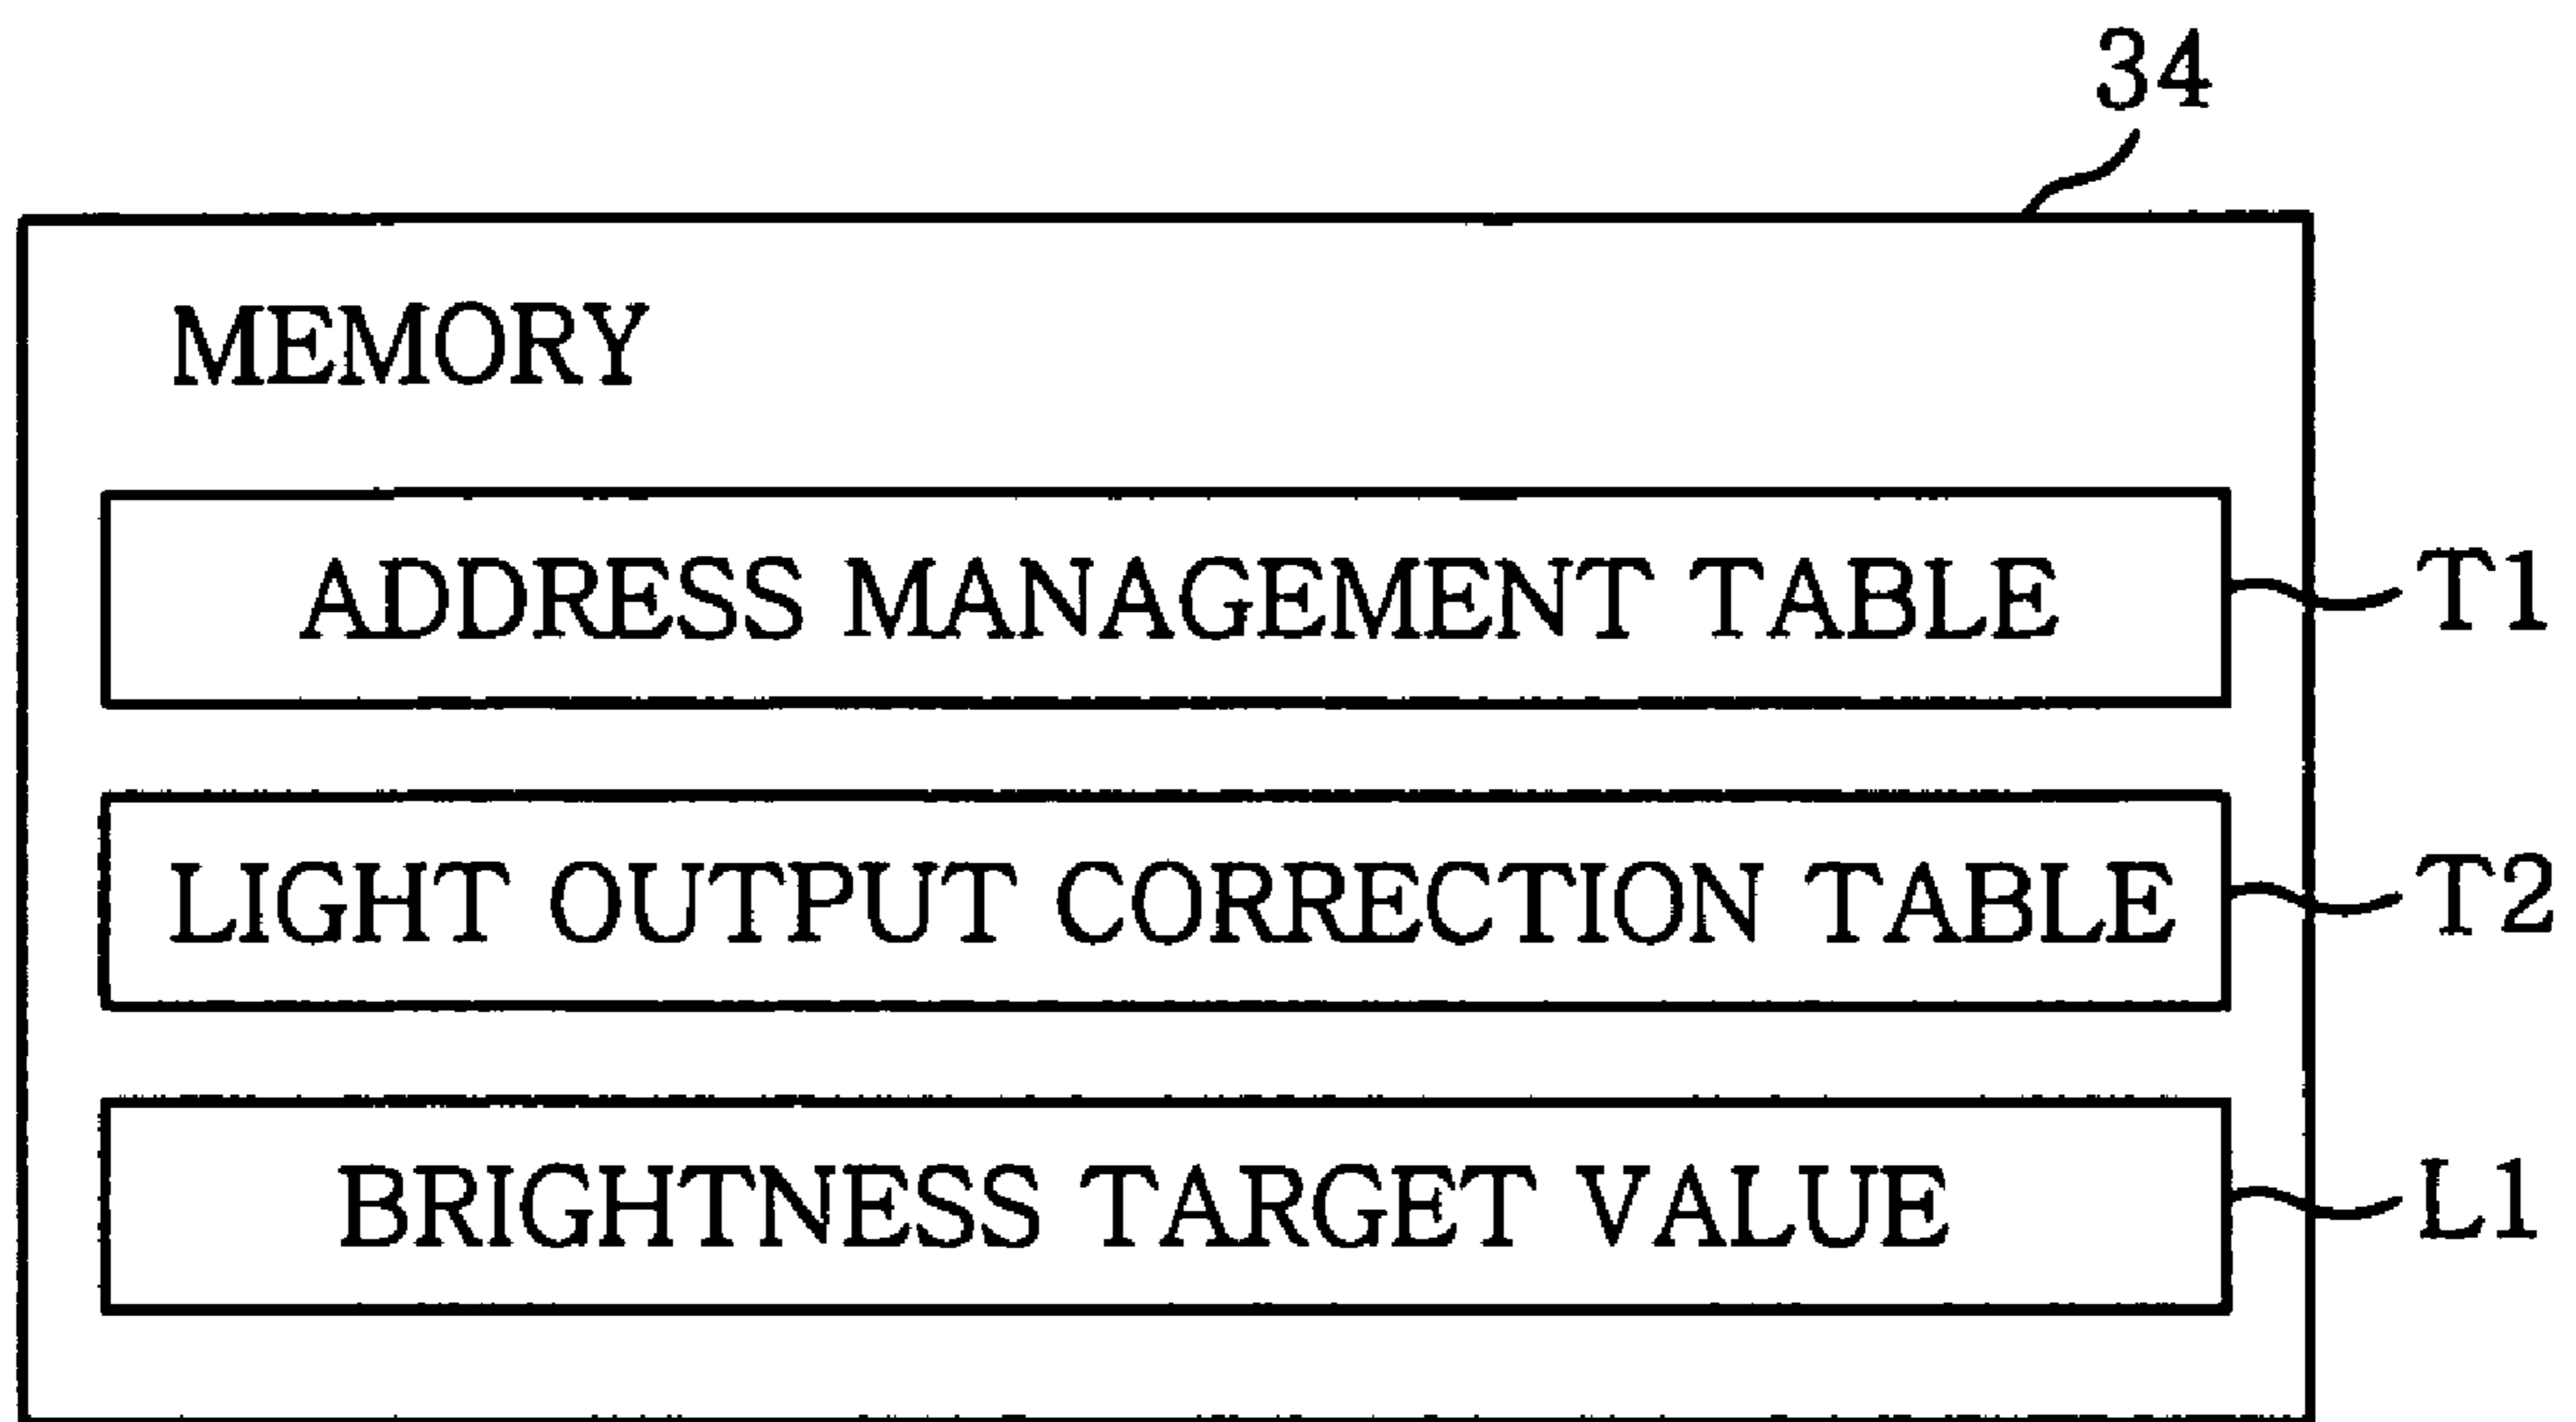 34
MEMORY
ADDRESS MANAGEMENT TABLE T1
LIGHT OUTPUT CORRECTION TABLE T2
BRIGHTNESS TARGET VALUE L1